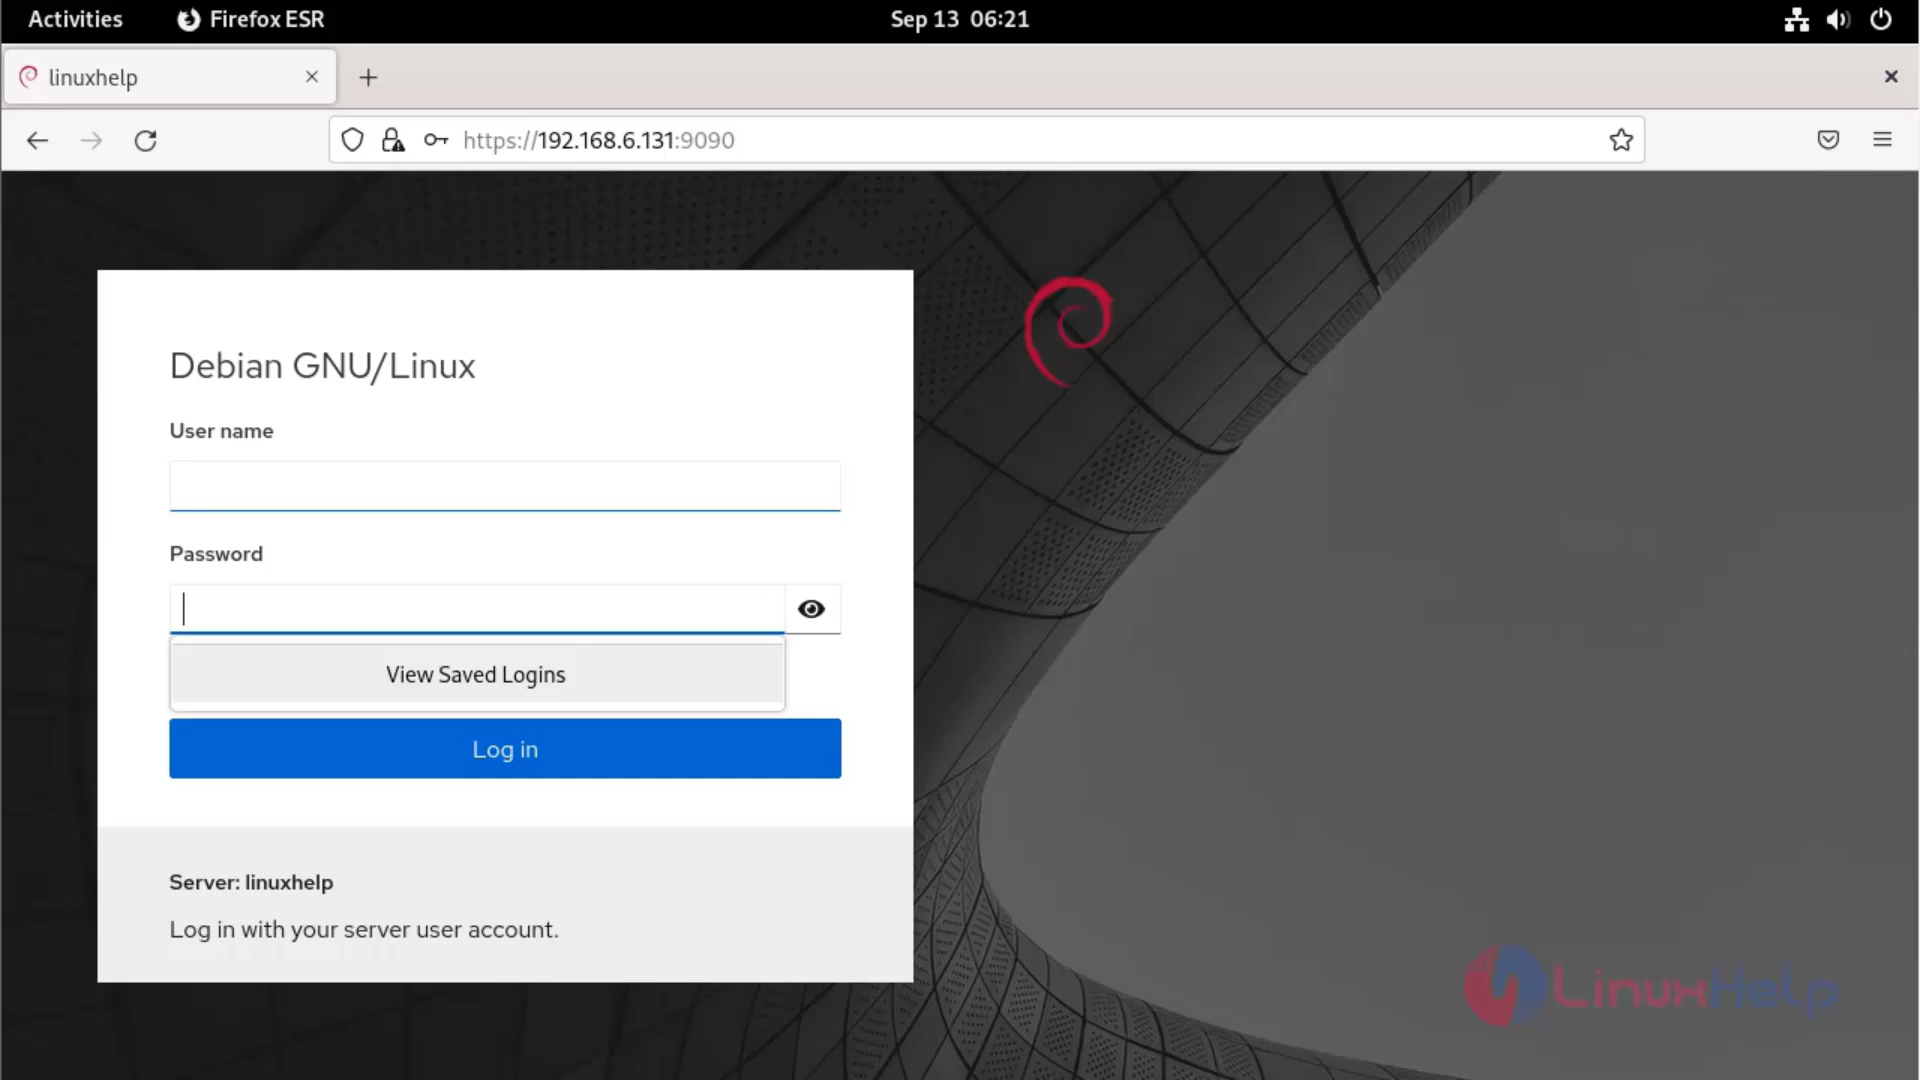 Activities Firefox ESR Sep 13 06:21
linuxhelp
https://192.168.6.131:9090
Debian GNU/Linux
User name
Password
View Saved Logins
Log in
Server: linuxhelp
Log in with your server user account.
LinuxHelp